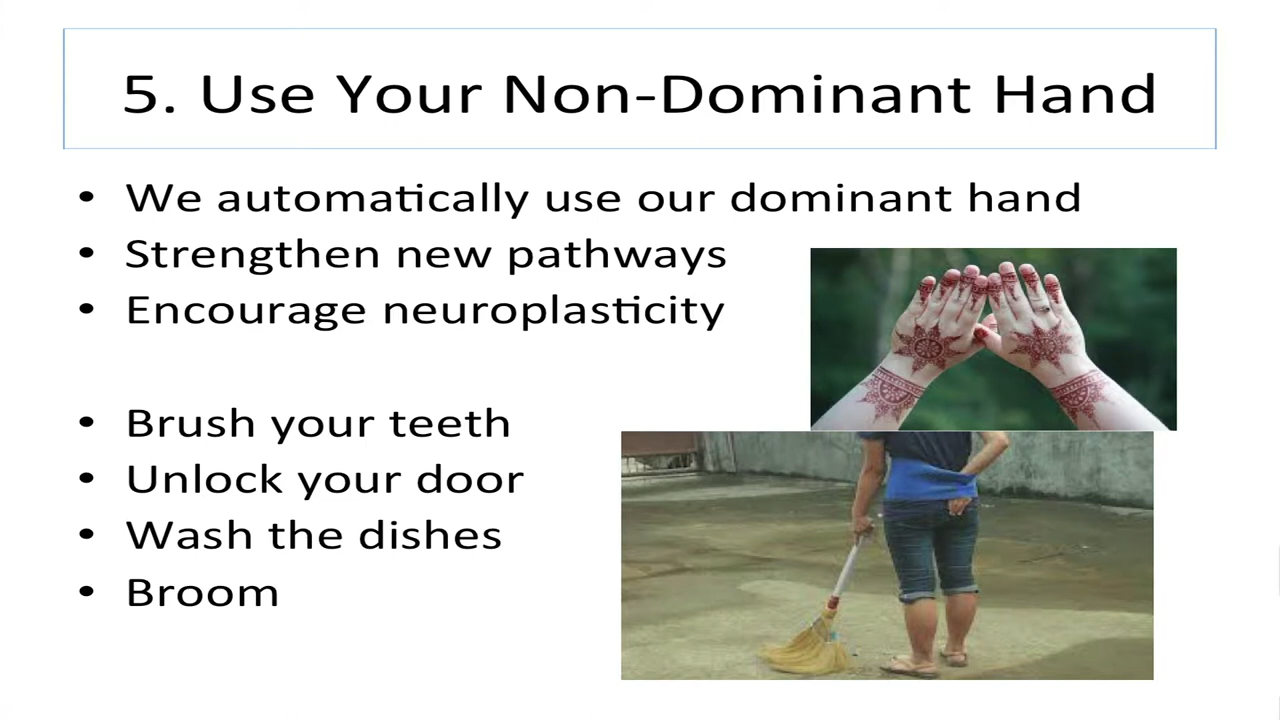 5. Use Your Non-Dominant Hand
• We automatically use our dominant hand
• Strengthen new pathways
• Encourage neuroplasticity
• Brush your teeth
• Unlock your door
• Wash the dishes
• Broom